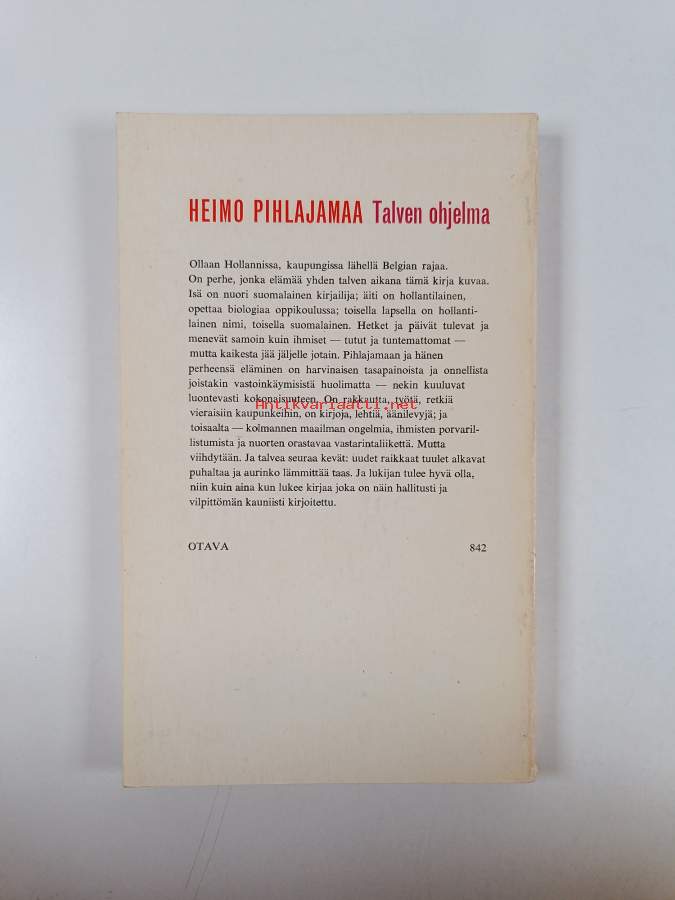 HEIMO PIHLAJAMAA Talven ohjelma
Ollaan Hollannissa, kaupungissa lähellä Belgian rajaa.
On perhe, jonka elämää yhden talven aikana tämä kirja kuvaa.
Isä on nuori suomalainen kirjailija; äiti on hollantilainen,
opettaa biologiaa oppikoulussa; toisella lapsella on hollanti-
lainen nimi, toisella suomalainen. Hetket ja päivät tulevat ja
menevät samoin kuin ihmiset — tutut ja tuntemattomat —
mutta kaikesta jää jäljelle jotain. Pihlajamaan ja hänen
perheensä eläminen on harvinaisen tasapainoista ja onnellista
joistakin vastoinkäymisistä huolimatta — nekin kuuluvat
luontevasti kokonaisuuteen. On rakkautta, työtä, retkiä
Antikvariaatti.net
vieraisiin kaupunkeihin, on kirjoja, lehtiä, äänilevyjä; ja
toisaalta — kolmannen maailman ongelmia, ihmisten porvaril-
listumista ja nuorten orastavaa vastarintaliikettä. Mutta
viihdytään. Ja talvea seuraa kevät: uudet raikkaat tuulet alkavat
puhaltaa ja aurinko lämmittää taas. Ja lukijan tulee hyvä olla,
niin kuin aina kun lukee kirjaa joka on näin hallitusti ja
vilpittömän kauniisti kirjoitettu.
OTAVA 842